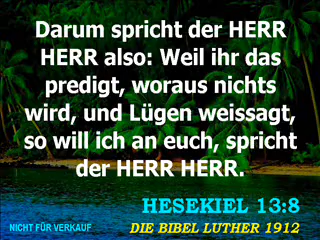 Darum spricht der HERR
HERR also: Weil ihr das
predigt, woraus nichts
wird, und Lügen weissagt,
so will ich an euch, spricht
der HERR HERR.
HESEKIEL 13:8
NICHT FÜR VERKAUF
DIE BIBEL LUTHER 1912